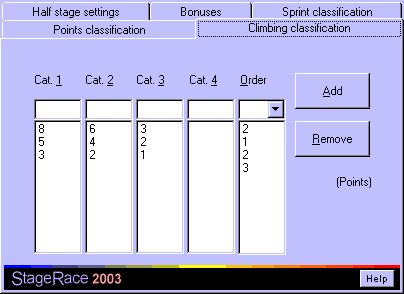 Half stage settings Bonuses Sprint classification
Points classification Climbing classification
Cat. 1 Cat. 2 Cat. 3 Cat. 4 Order
Add
8 6 3 2
5 4 2 1
3 2 1 2
3
Remove
(Points)
StageRace 2003 Help